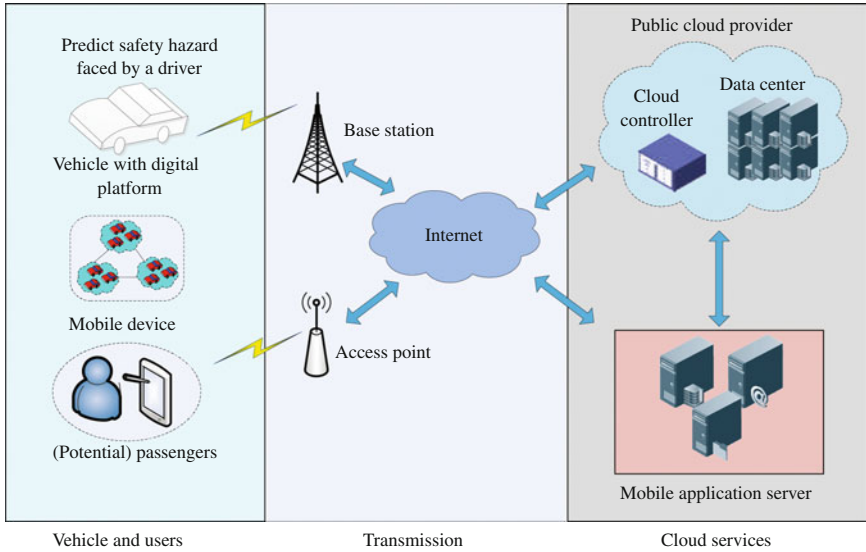 Predict safety hazard
faced by a driver
Vehicle with digital
platform
Mobile device
(Potential) passengers
Base station
Internet
Access point
Public cloud provider
Cloud
controller
Data center
Mobile application server
Vehicle and users
Transmission
Cloud services